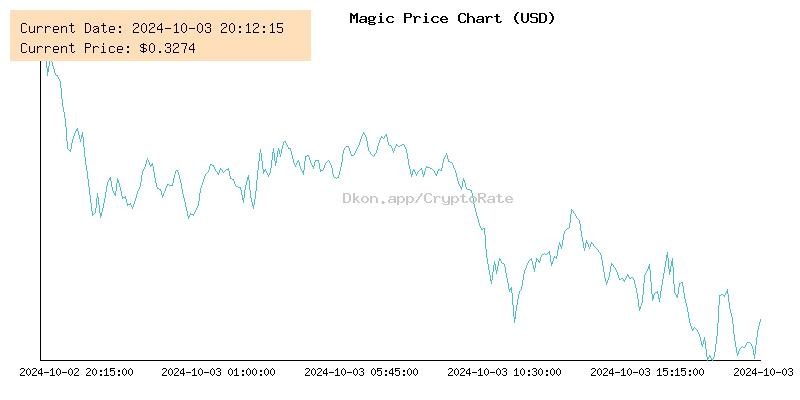 Magic Price Chart (USD)
Current Date: 2024-10-03 20:12:15
Current Price: $0.3274
Dkon.app/CryptoRate
2024-10-02 20:15:00
2024-10-03 01:00:00
2024-10-03 05:45:00
2024-10-03 10:30:00
2024-10-03 15:15:00
2024-10-03